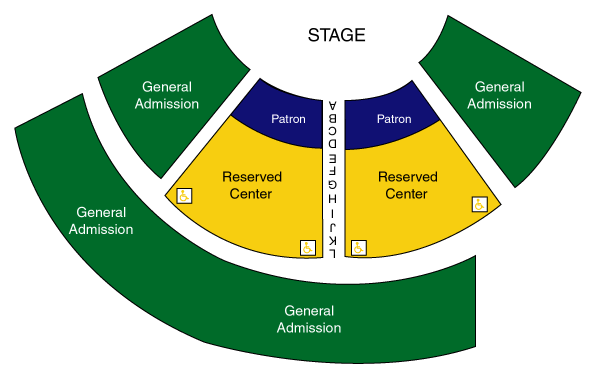 STAGE
General
Admission
General
Admission
Patron
Patron
A
B
C
D
E
F
G
H
I
J
K
L
Reserved
Center
Reserved
Center
General
Admission
General
Admission